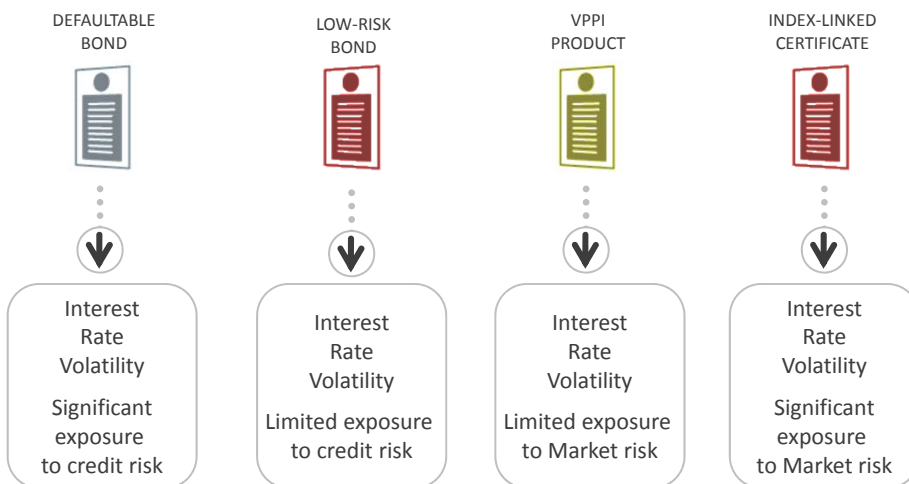 DEFAULTABLE
BOND
LOW-RISK
BOND
VPPI
PRODUCT
INDEX-LINKED
CERTIFICATE
Interest
Rate
Volatility
Significant
exposure
to credit risk
Interest
Rate
Volatility
Limited exposure
to credit risk
Interest
Rate
Volatility
Limited exposure
to Market risk
Interest
Rate
Volatility
Significant
exposure
to Market risk